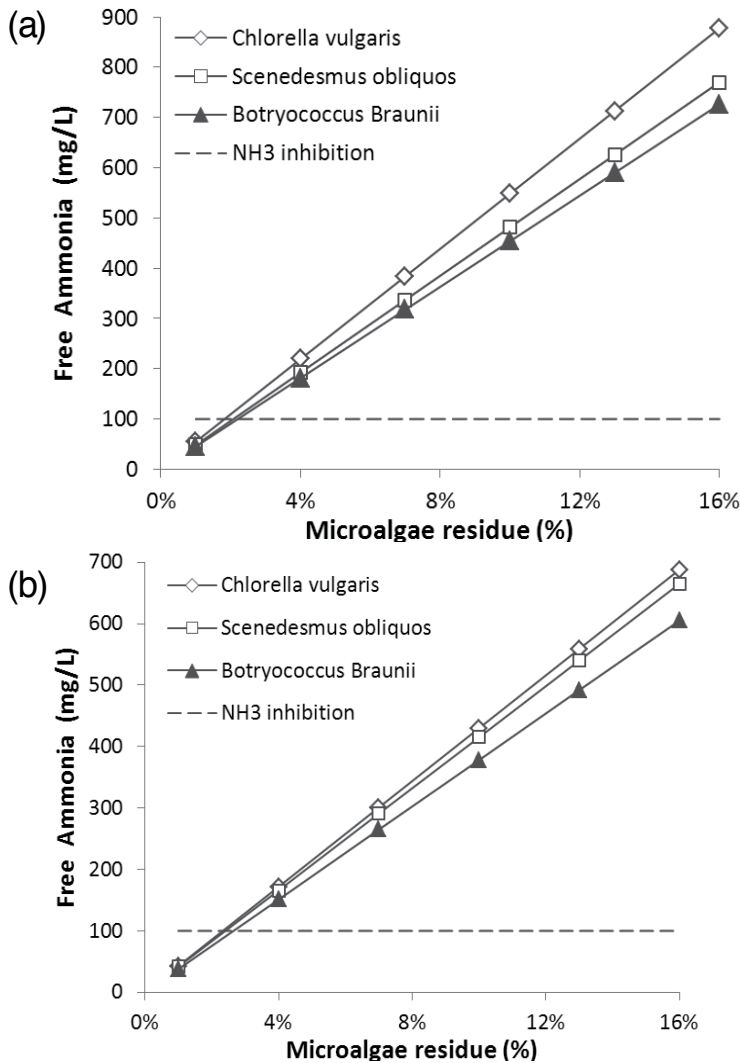 (a)
900
800
700
600
500
400
300
200
100
0
Free Ammonia (mg/L)
Chlorella vulgaris
Scenedesmus obliquos
Botryococcus Braunii
NH3 inhibition
0% 4% 8% 12% 16%
Microalgae residue (%)
(b)
700
600
500
400
300
200
100
0
Free Ammonia (mg/L)
Chlorella vulgaris
Scenedesmus obliquos
Botryococcus Braunii
NH3 inhibition
0% 4% 8% 12% 16%
Microalgae residue (%)